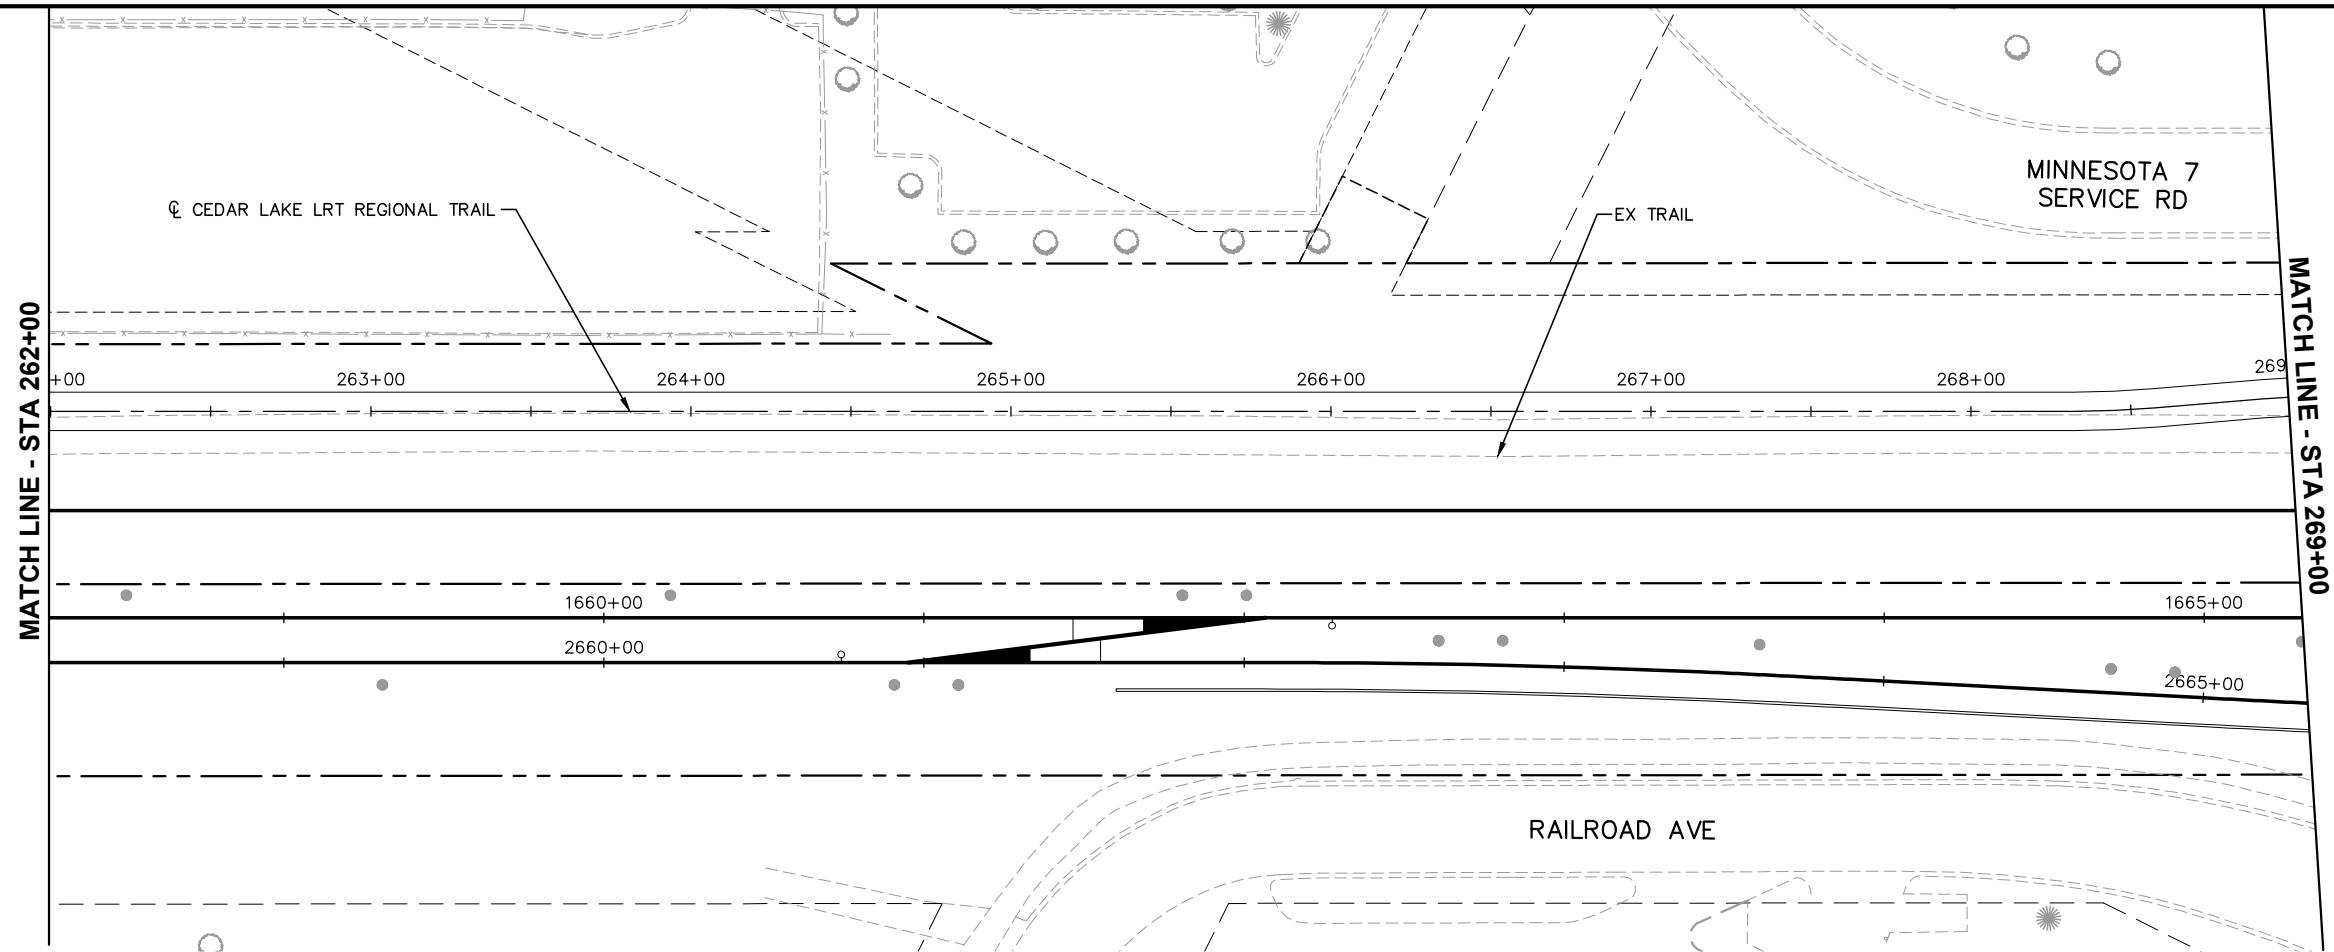 MINNESOTA 7
SERVICE RD
℄ CEDAR LAKE LRT REGIONAL TRAIL
EX TRAIL
MATCH LINE - STA 262+00
MATCH LINE - STA 269+00
+00
263+00
264+00
265+00
266+00
267+00
268+00
269
1660+00
1665+00
2660+00
2665+00
RAILROAD AVE